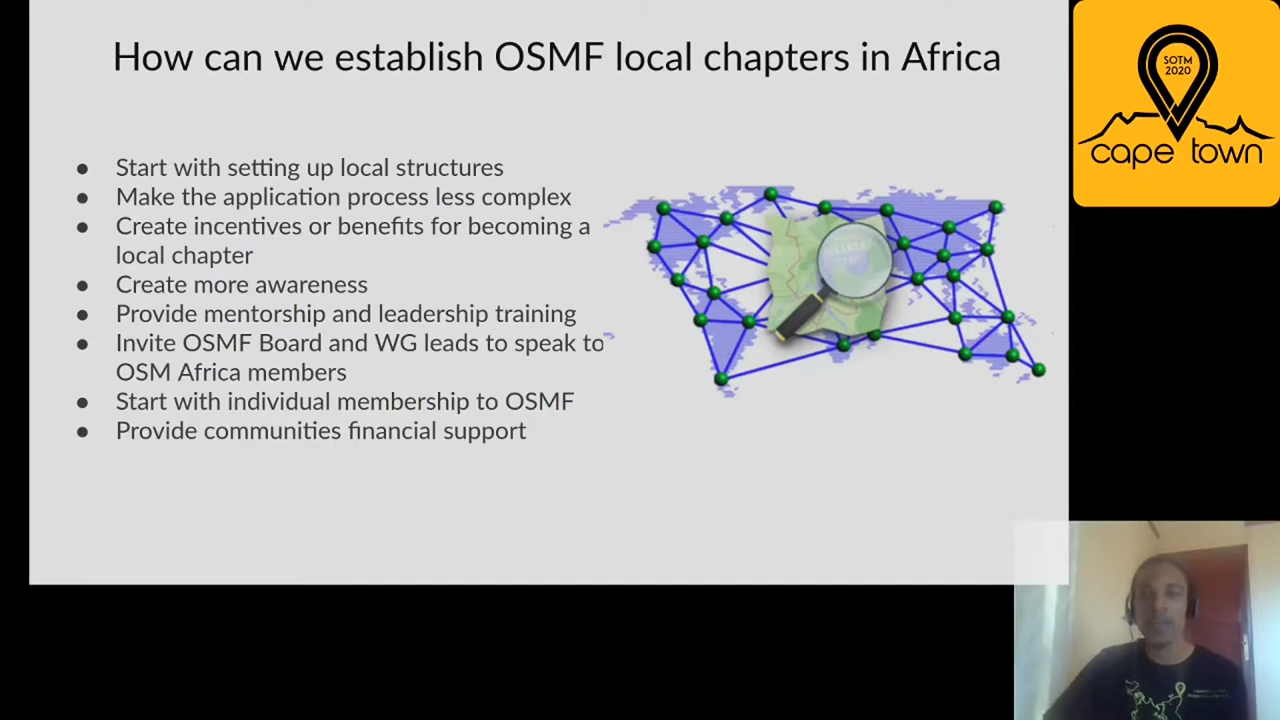 How can we establish OSMF local chapters in Africa
● Start with setting up local structures
● Make the application process less complex
● Create incentives or benefits for becoming a
local chapter
● Create more awareness
● Provide mentorship and leadership training
● Invite OSMF Board and WG leads to speak to
OSM Africa members
● Start with individual membership to OSMF
● Provide communities financial support
SOTM
2020
cape town